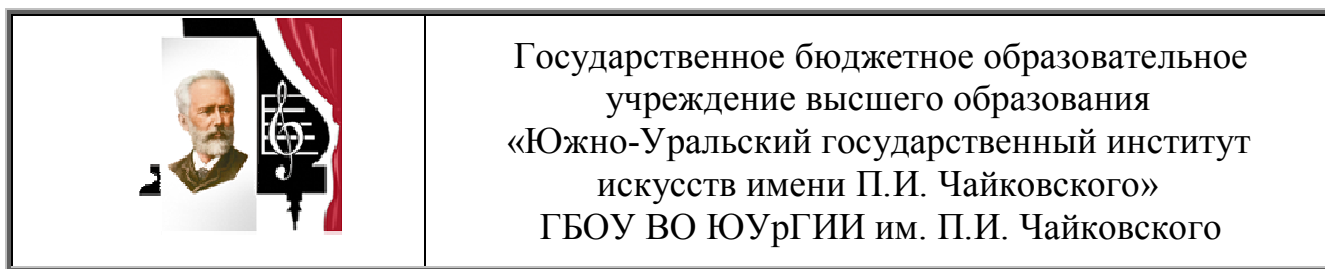 Государственное бюджетное образовательное
учреждение высшего образования
«Южно-Уральский государственный институт
искусств имени П.И. Чайковского»
ГБОУ ВО ЮУрГИИ им. П.И. Чайковского